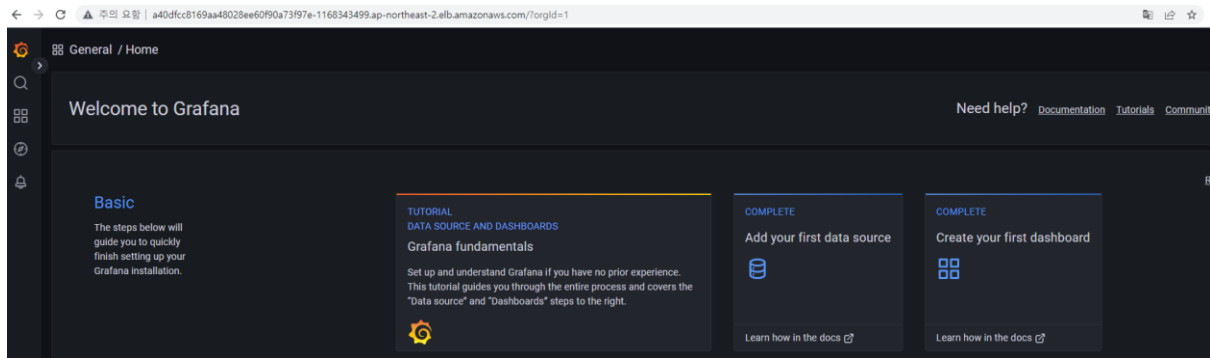 주의 요함 | a40dfcc8169aa48028ee60f90a73f97e-1168343499.ap-northeast-2.elb.amazonaws.com/?orgId=1
General / Home
Welcome to Grafana
Need help? Documentation Tutorials Communit
Basic
The steps below will
guide you to quickly
finish setting up your
Grafana installation.
TUTORIAL
DATA SOURCE AND DASHBOARDS
Grafana fundamentals
Set up and understand Grafana if you have no prior experience.
This tutorial guides you through the entire process and covers the
"Data source" and "Dashboards" steps to the right.
COMPLETE
Add your first data source
Learn how in the docs
COMPLETE
Create your first dashboard
Learn how in the docs